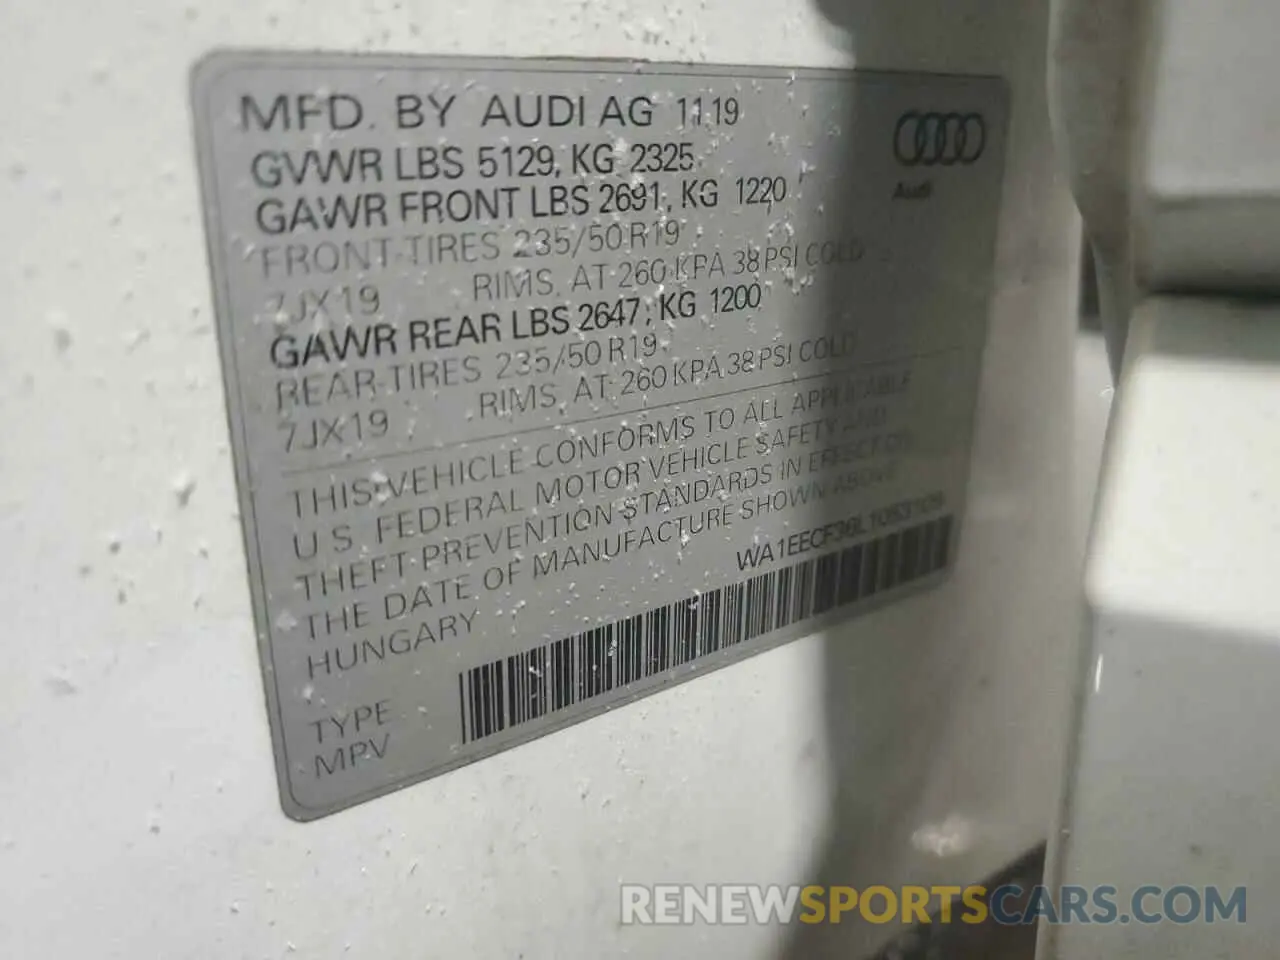 MFD. BY AUDI AG 11.19
GVWR LBS 5129, KG 2325
GAWR FRONT LBS 2691, KG 1220
FRONT-TIRES 235/50 R19
7JX19 RIMS, AT 260 KPA 38 PSI COLD
GAWR REAR LBS 2647, KG 1200
REAR-TIRES 235/50 R19
7JX19 RIMS, AT 260 KPA 38 PSI COLD
THIS VEHICLE CONFORMS TO ALL APPLICABLE
U.S. FEDERAL MOTOR VEHICLE SAFETY AND
THEFT PREVENTION STANDARDS IN EFFECT ON
THE DATE OF MANUFACTURE SHOWN ABOVE
HUNGARY
WA1EECF36L1053109
TYPE
MPV
Audi
RENEWSPORTSCARS.COM